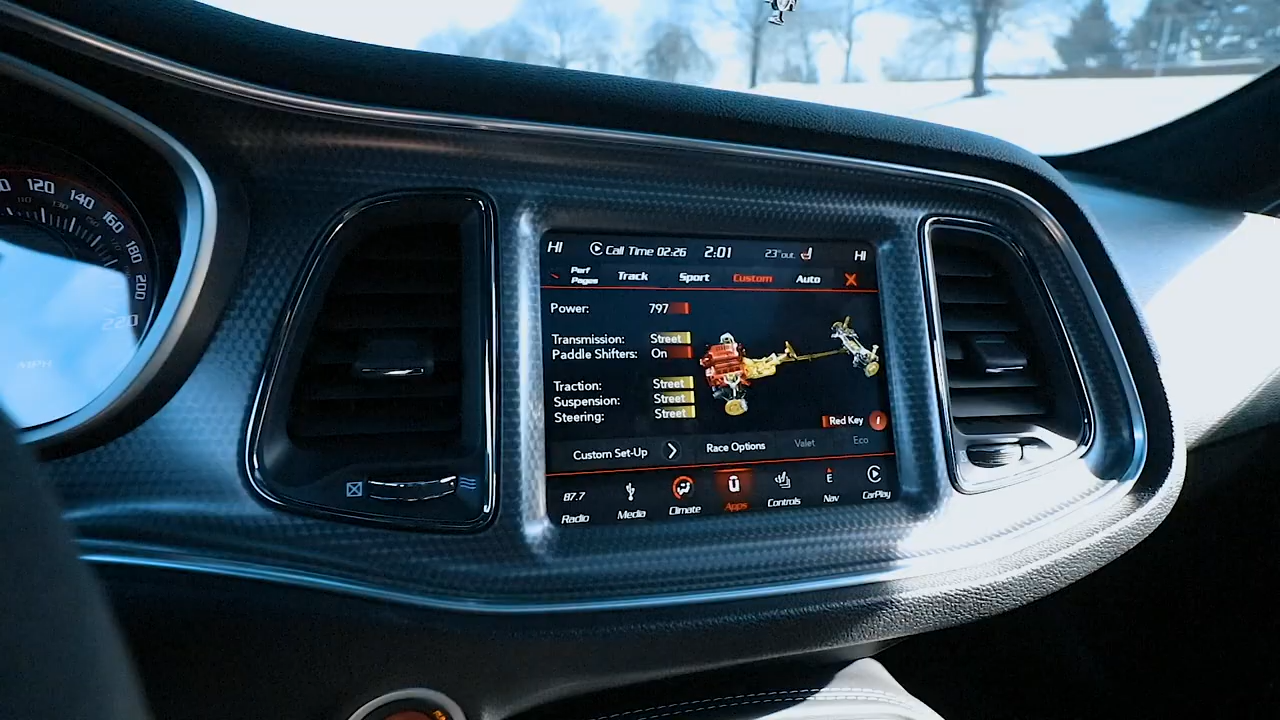 120
140
160
180
200
220
110
130
MPH
HI Call Time 02:26 2:01 23°out. HI
Perf Pages Track Sport Custom Auto X
Power: 797
Transmission: Street
Paddle Shifters: On
Traction: Street
Suspension: Street
Steering: Street
Red Key !
Custom Set-Up Race Options Valet Eco
87.7 E
Radio Media Climate Apps Controls Nav CarPlay